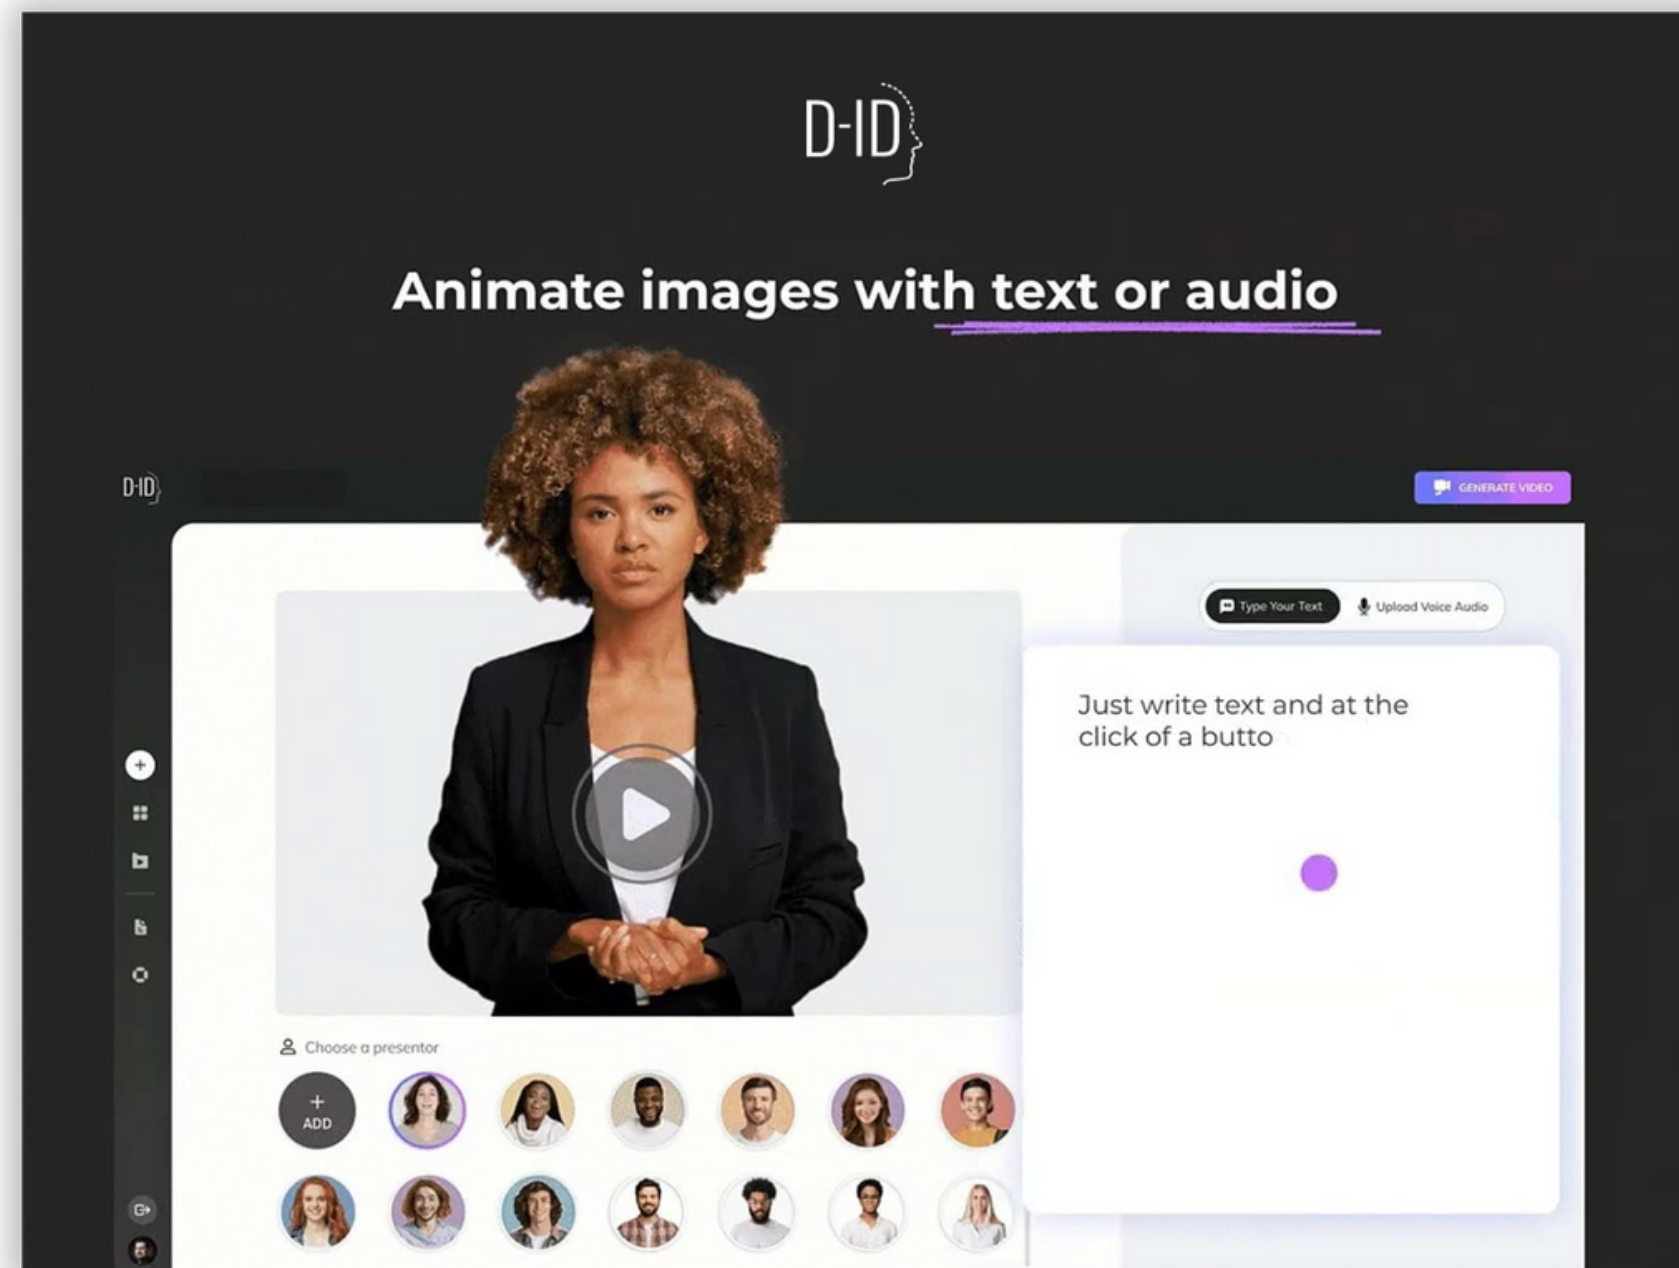 D-ID
Animate images with text or audio
D-ID
GENERATE VIDEO
Type Your Text
Upload Voice Audio
Just write text and at the
click of a butto
Choose a presentor
+
ADD